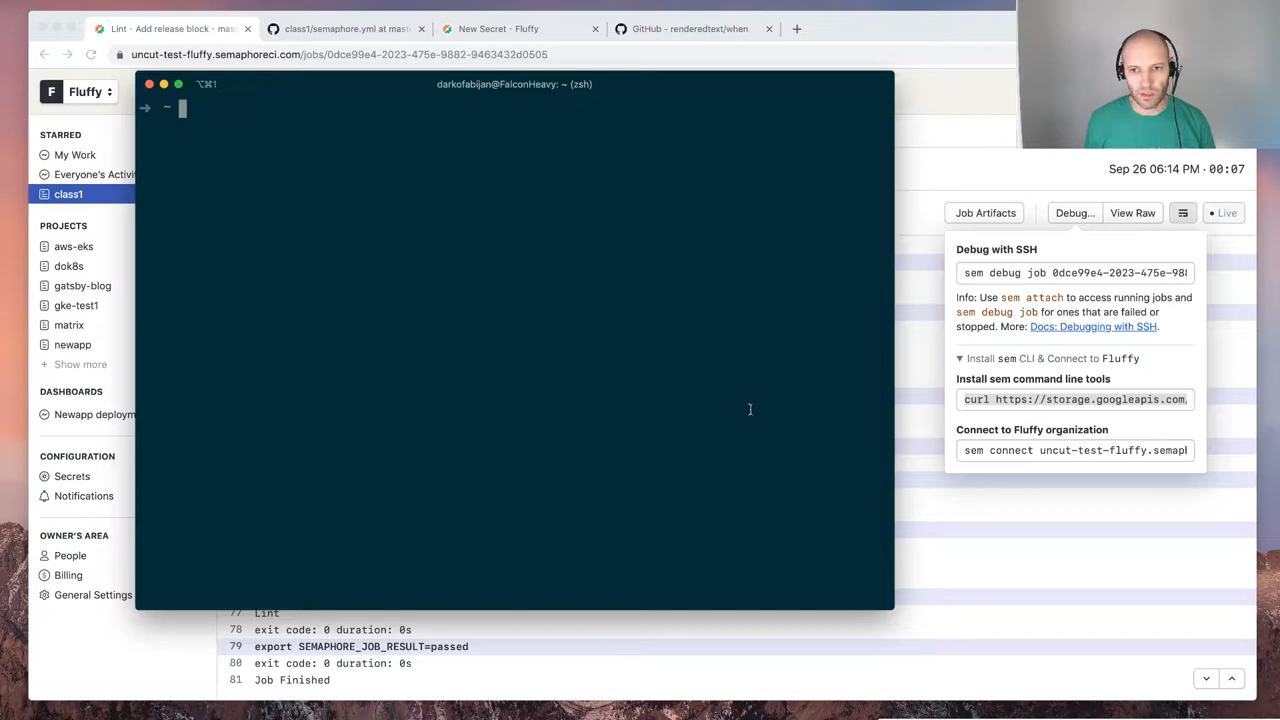 Lint · Add release block · mas
class1/semaphore.yml at mast
New Secret · Fluffy
GitHub - renderedtext/when
uncut-test-fluffy.semaphoreci.com/jobs/0dce99e4-2023-475e-9882-9463432d0505
F Fluffy
STARRED
My Work
Everyone's Activi
class1
PROJECTS
aws-eks
dok8s
gatsby-blog
gke-test1
matrix
newapp
+ Show more
DASHBOARDS
Newapp deploym
CONFIGURATION
Secrets
Notifications
OWNER'S AREA
People
Billing
General Settings
⌥⌘1
darkofabijan@FalconHeavy: ~ (zsh)
➜ ~
Sep 26 06:14 PM · 00:07
Job Artifacts
Debug...
View Raw
• Live
Debug with SSH
sem debug job 0dce99e4-2023-475e-988
Info: Use sem attach to access running jobs and
sem debug job for ones that are failed or
stopped. More: Docs: Debugging with SSH.
▼ Install sem CLI & Connect to Fluffy
Install sem command line tools
curl https://storage.googleapis.com,
Connect to Fluffy organization
sem connect uncut-test-fluffy.semapl
77 Lint
78 exit code: 0 duration: 0s
79 export SEMAPHORE_JOB_RESULT=passed
80 exit code: 0 duration: 0s
81 Job Finished